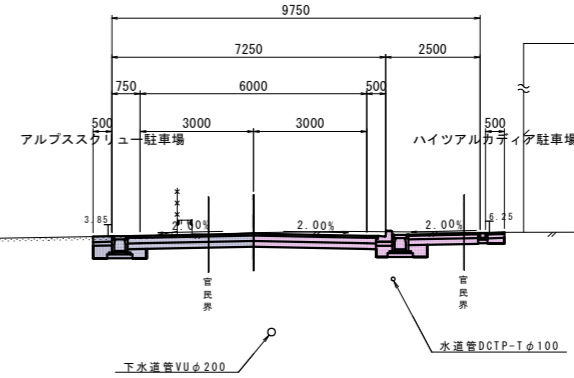 9750
7250
2500
750
6000
500
500
3000
3000
500
アルプススクリュー駐車場
ハイツアルカディア駐車場
3.85
2.00%
2.00%
2.00%
6.25
官民界
官民界
水道管DCTP-Tφ100
下水道管VUφ200